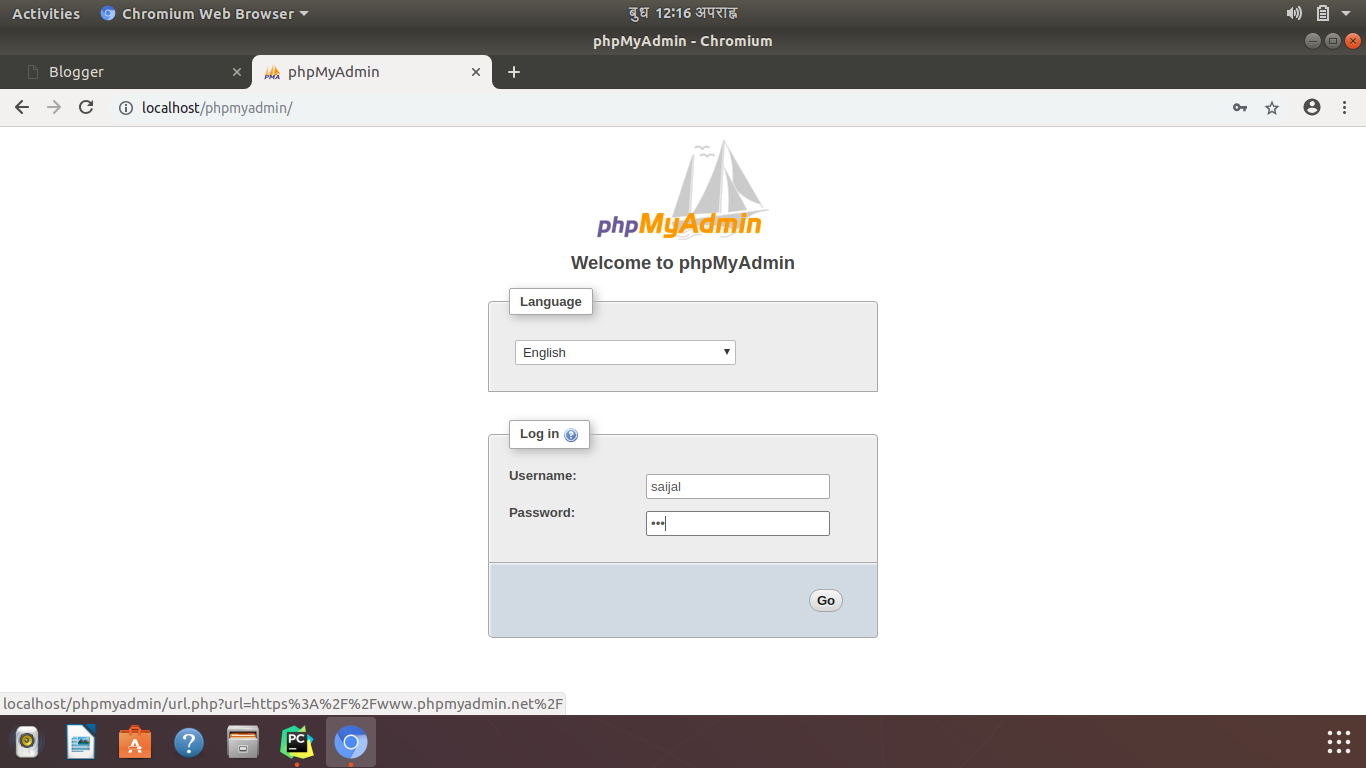 Activities Chromium Web Browser बुध 12:16 अपराह्न
phpMyAdmin - Chromium
Blogger phpMyAdmin
localhost/phpmyadmin/
phpMyAdmin
Welcome to phpMyAdmin
Language
English
Log in
Username: saijal
Password: •••
Go
localhost/phpmyadmin/url.php?url=https%3A%2F%2Fwww.phpmyadmin.net%2F